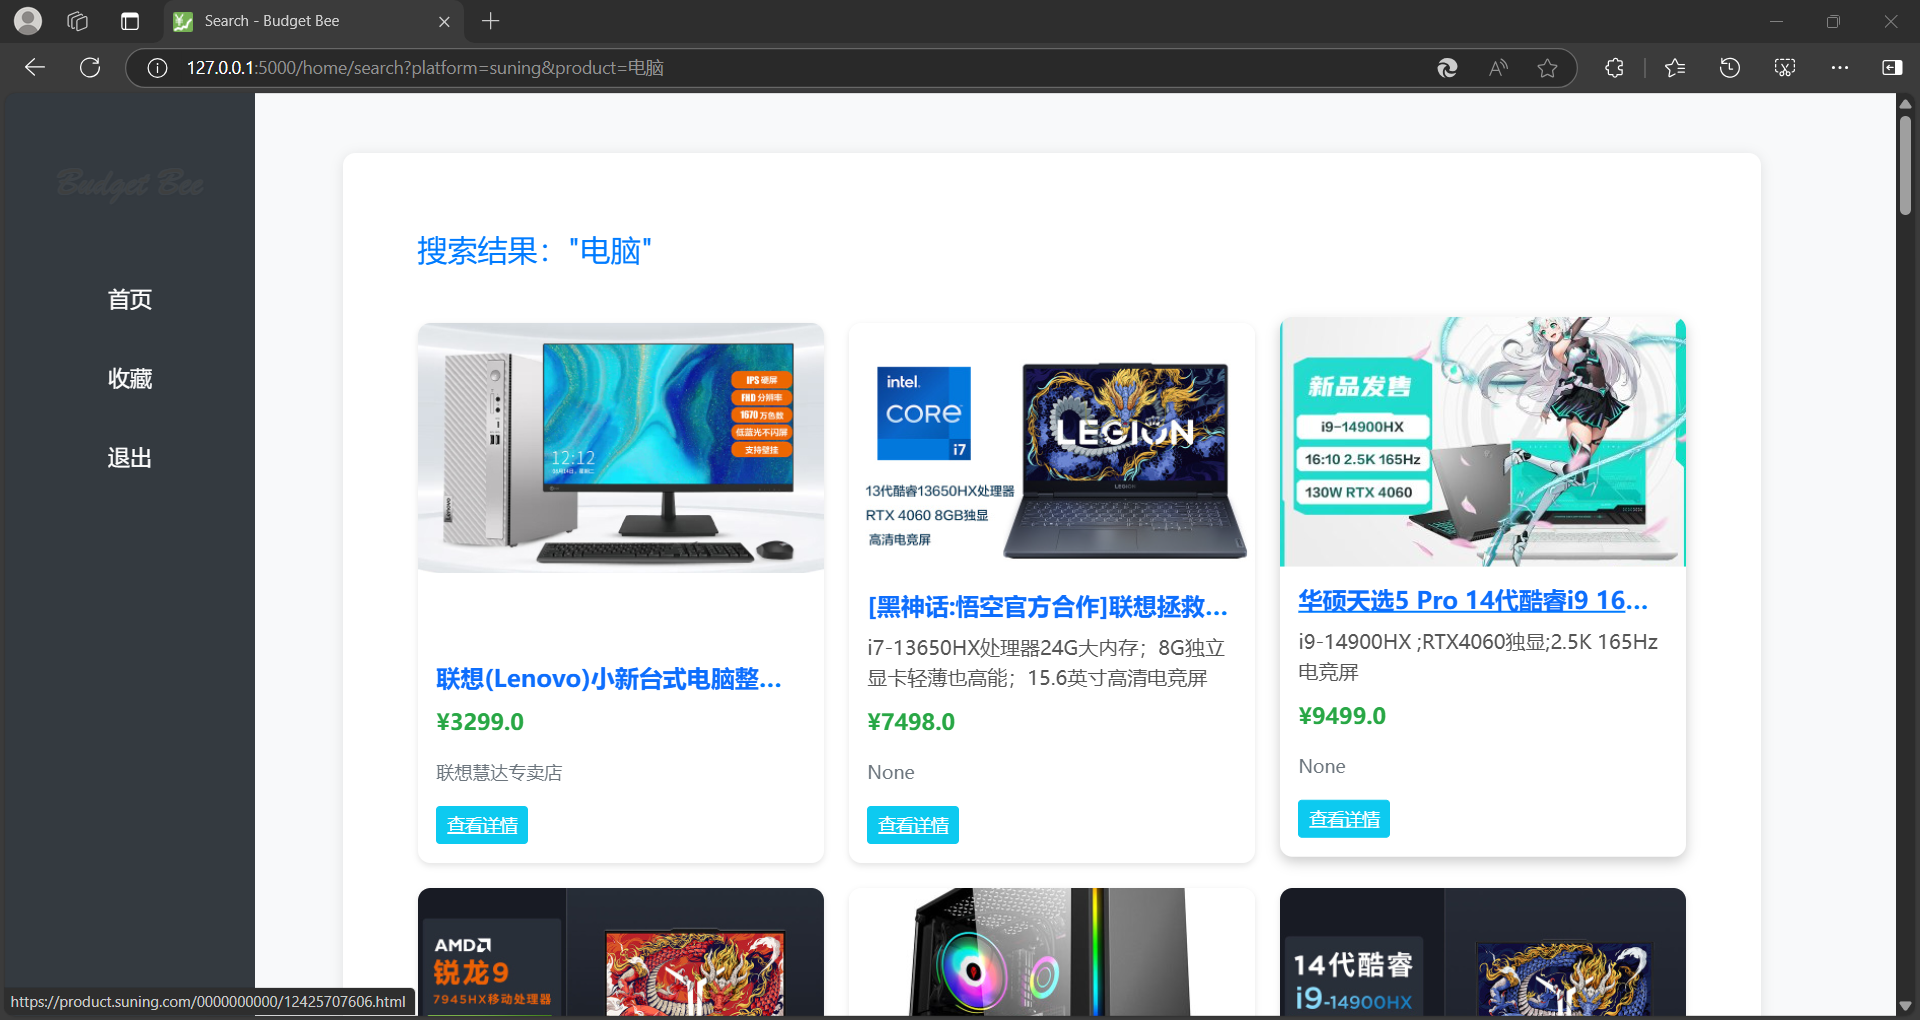 Search - Budget Bee
127.0.0.1:5000/home/search?platform=suning&product=电脑
Budget Bee
首页
收藏
退出
搜索结果："电脑"
IPS 硬屏
FHD 分辨率
1670 万色数
低蓝光不闪屏
支持壁挂
12:12
Lenovo
联想(Lenovo)小新台式电脑整...
¥3299.0
联想慧达专卖店
查看详情
intel.
CORE
i7
LEGION
LEGION
13代酷睿13650HX处理器
RTX 4060 8GB独显
高清电竞屏
[黑神话:悟空官方合作]联想拯救...
i7-13650HX处理器24G大内存；8G独立
显卡轻薄也高能；15.6英寸高清电竞屏
¥7498.0
None
查看详情
新品发售
i9-14900HX
16:10 2.5K 165Hz
130W RTX 4060
华硕天选5 Pro 14代酷睿i9 16...
i9-14900HX ;RTX4060独显;2.5K 165Hz
电竞屏
¥9499.0
None
查看详情
AMD
锐龙9
7945HX移动处理器
14代酷睿
i9-14900HX
https://product.suning.com/0000000000/12425707606.html